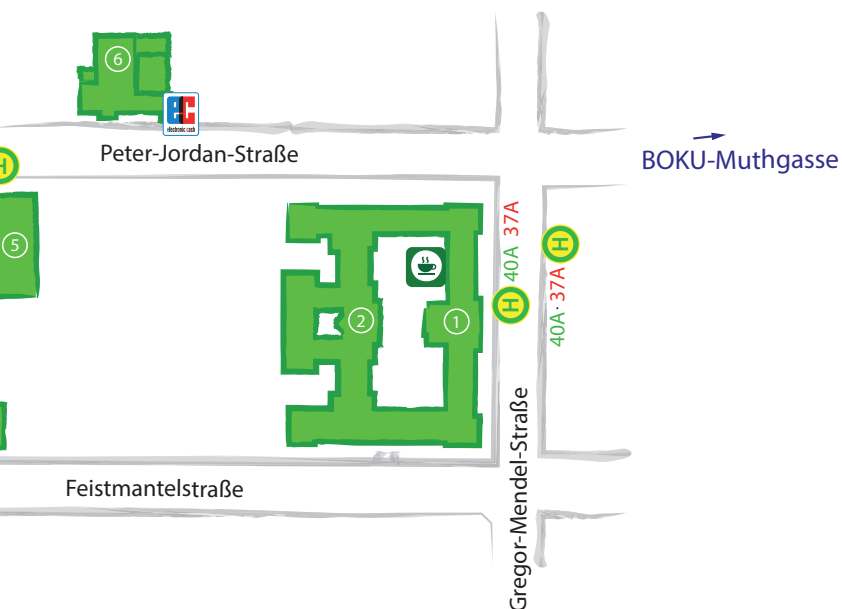 6
ec
electronic cash
Peter-Jordan-Straße
BOKU-Muthgasse
H
5
40A 37A
H
H
40A· 37A
2
1
Gregor-Mendel-Straße
Feistmantelstraße